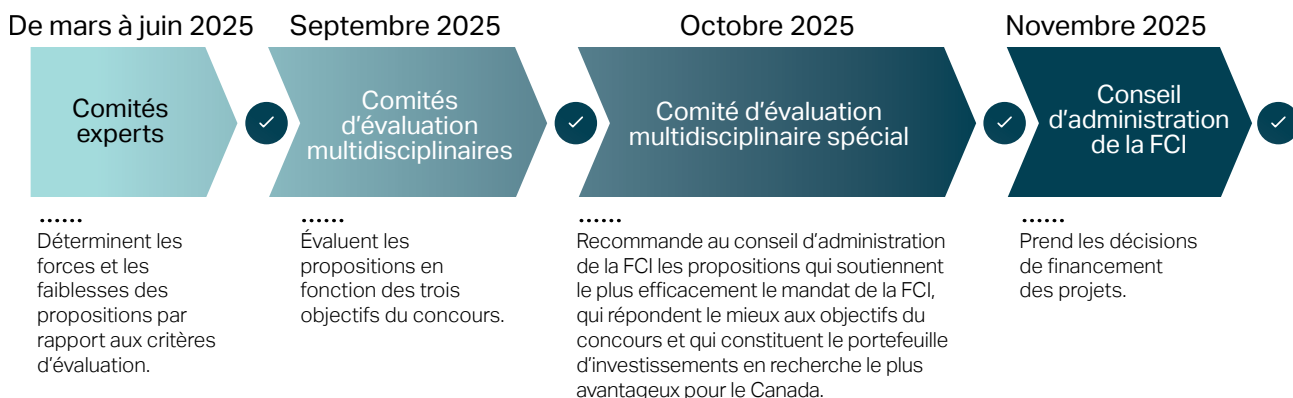 De mars à juin 2025
Comités
experts
......
Déterminent les
forces et les
faiblesses des
propositions par
rapport aux critères
d'évaluation.
Septembre 2025
Comités
d'évaluation
multidisciplinaires
......
Évaluent les
propositions en
fonction des trois
objectifs du concours.
Octobre 2025
Comité d'évaluation
multidisciplinaire spécial
......
Recommande au conseil d'administration
de la FCI les propositions qui soutiennent
le plus efficacement le mandat de la FCI,
qui répondent le mieux aux objectifs du
concours et qui constituent le portefeuille
d'investissements en recherche le plus
avantageux pour le Canada.
Novembre 2025
Conseil
d'administration
de la FCI
......
Prend les décisions
de financement
des projets.